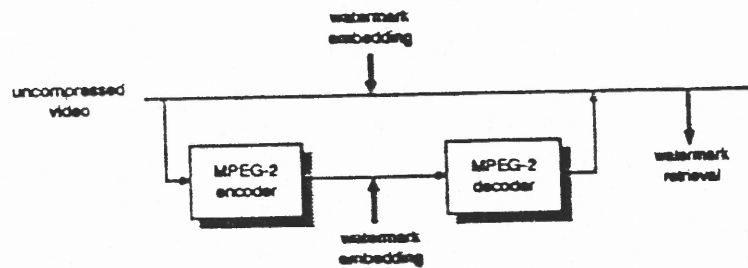 watermark
embedding
uncompressed
video
MPEG-2
encoder
MPEG-2
decoder
watermark
retrieval
watermark
embedding